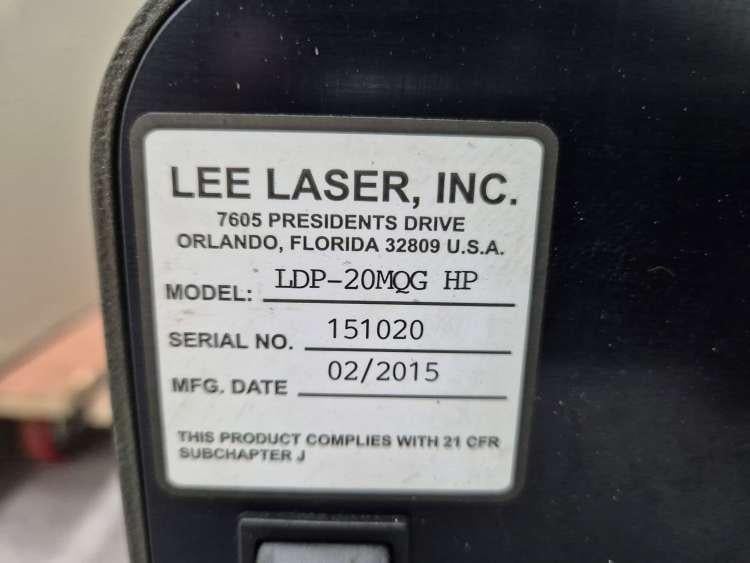 LEE LASER, INC.
7605 PRESIDENTS DRIVE
ORLANDO, FLORIDA 32809 U.S.A.
MODEL: LDP-20MQG HP
SERIAL NO. 151020
MFG. DATE 02/2015
THIS PRODUCT COMPLIES WITH 21 CFR
SUBCHAPTER J